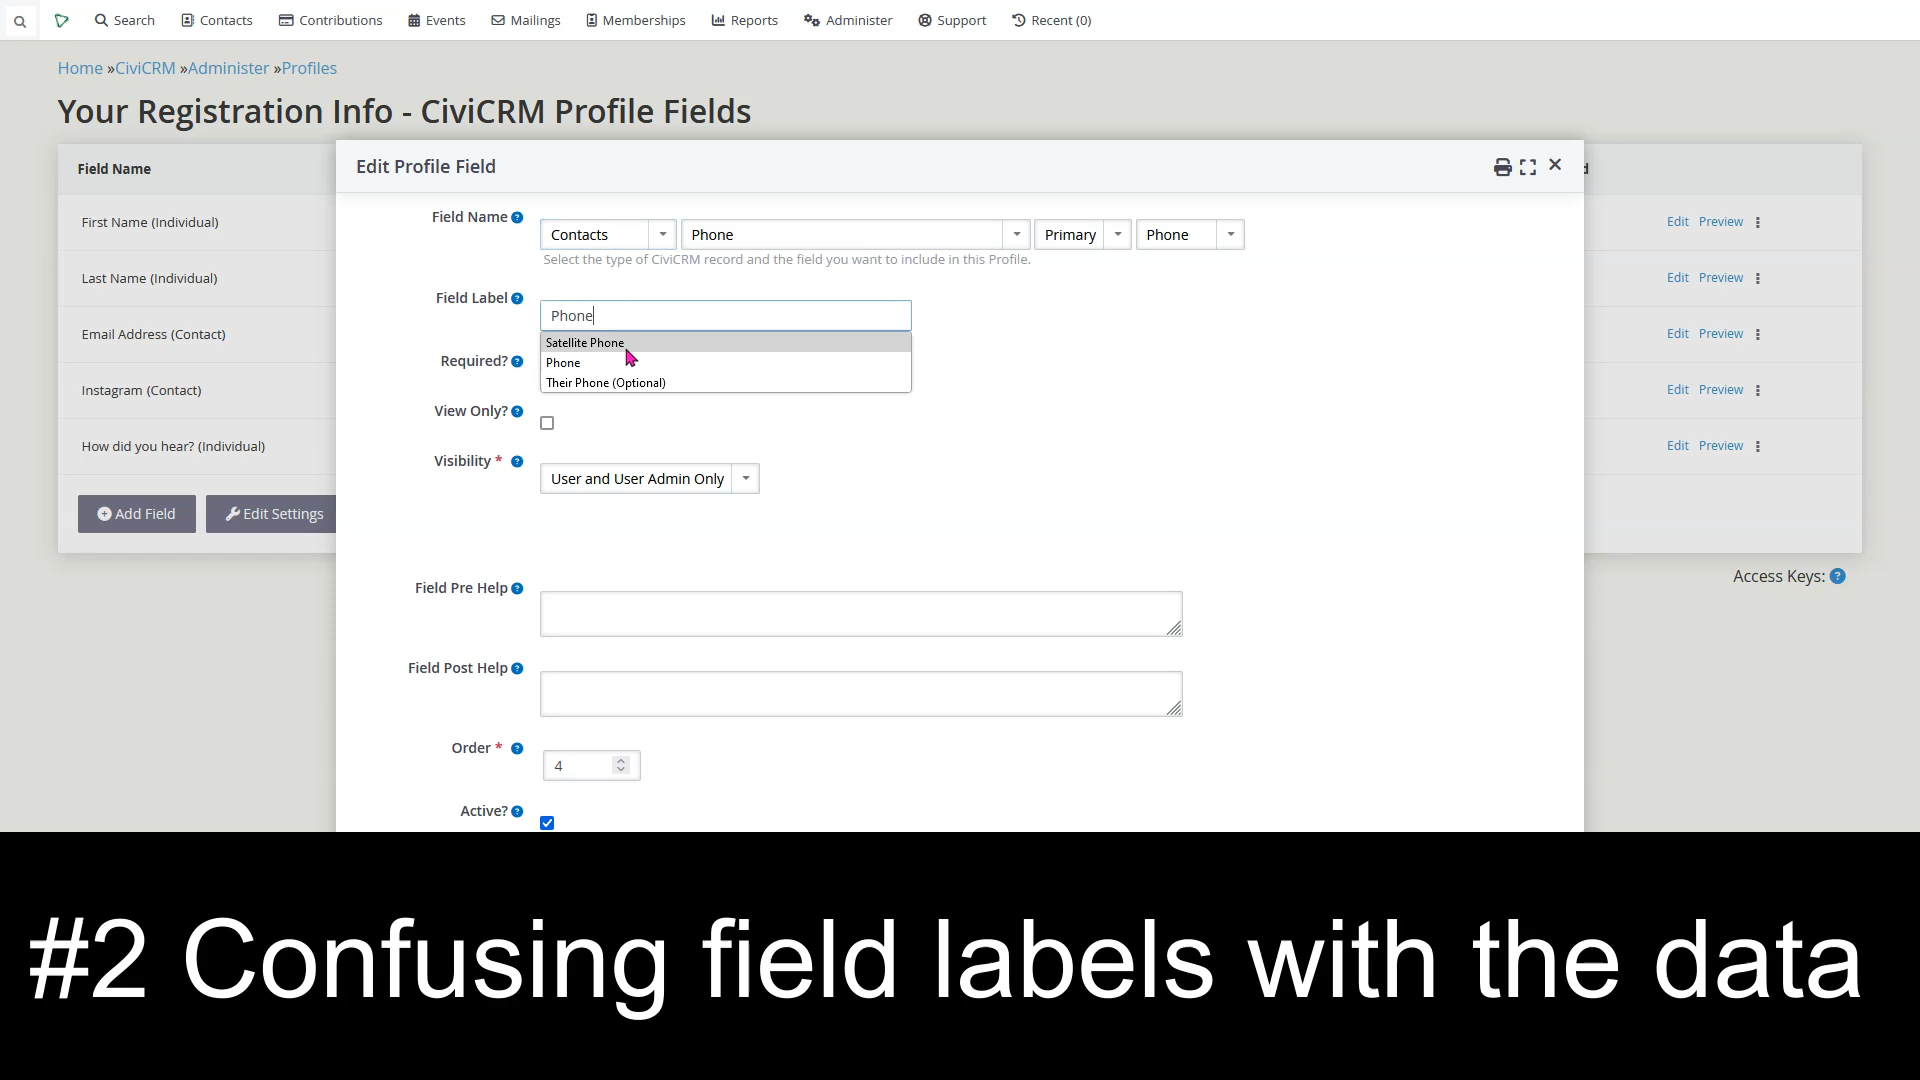 Search Contacts Contributions Events Mailings Memberships Reports Administer Support Recent (0)
Home »CiviCRM »Administer »Profiles
Your Registration Info - CiviCRM Profile Fields
Field Name
Edit Profile Field
d
First Name (Individual)
Edit Preview
Last Name (Individual)
Edit Preview
Email Address (Contact)
Edit Preview
Instagram (Contact)
Edit Preview
How did you hear? (Individual)
Edit Preview
Add Field Edit Settings
Access Keys:
Field Name
Contacts Phone Primary Phone
Select the type of CiviCRM record and the field you want to include in this Profile.
Field Label
Phone
Satellite Phone
Phone
Their Phone (Optional)
Required?
View Only?
Visibility *
User and User Admin Only
Field Pre Help
Field Post Help
Order *
4
Active?
#2 Confusing field labels with the data